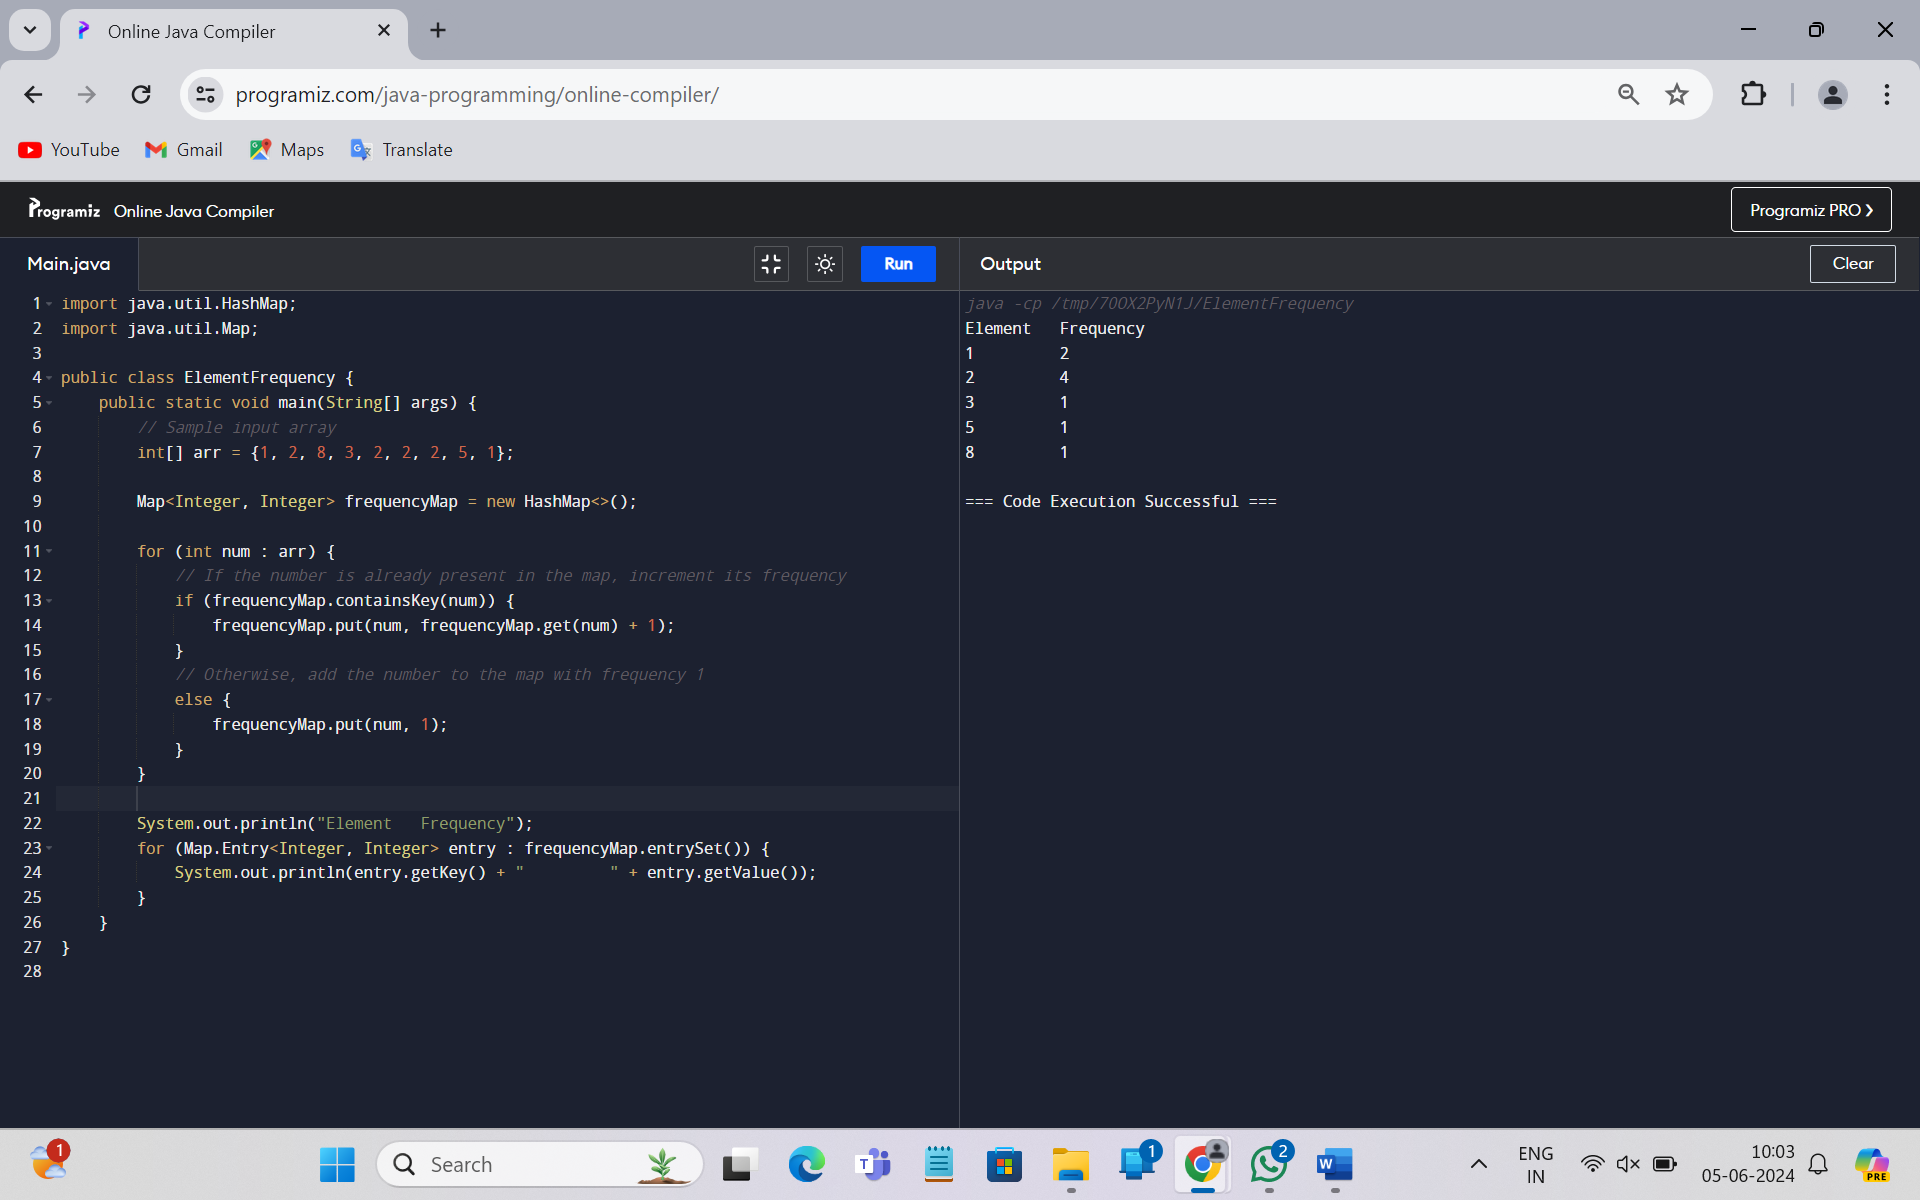 Online Java Compiler
programiz.com/java-programming/online-compiler/
YouTube Gmail Maps Translate
Programiz Online Java Compiler Programiz PRO
Main.java Run Output Clear
1 import java.util.HashMap;
2 import java.util.Map;
3
4 public class ElementFrequency {
5     public static void main(String[] args) {
6         // Sample input array
7         int[] arr = {1, 2, 8, 3, 2, 2, 2, 5, 1};
8
9         Map<Integer, Integer> frequencyMap = new HashMap<>();
10
11         for (int num : arr) {
12             // If the number is already present in the map, increment its frequency
13             if (frequencyMap.containsKey(num)) {
14                 frequencyMap.put(num, frequencyMap.get(num) + 1);
15             }
16             // Otherwise, add the number to the map with frequency 1
17             else {
18                 frequencyMap.put(num, 1);
19             }
20         }
21
22         System.out.println("Element   Frequency");
23         for (Map.Entry<Integer, Integer> entry : frequencyMap.entrySet()) {
24             System.out.println(entry.getKey() + "         " + entry.getValue());
25         }
26     }
27 }
28
java -cp /tmp/70OX2PyN1J/ElementFrequency
Element   Frequency
1         2
2         4
3         1
5         1
8         1
=== Code Execution Successful ===
1 Search T 1 2 W ENG 10:03 PRE
IN 05-06-2024